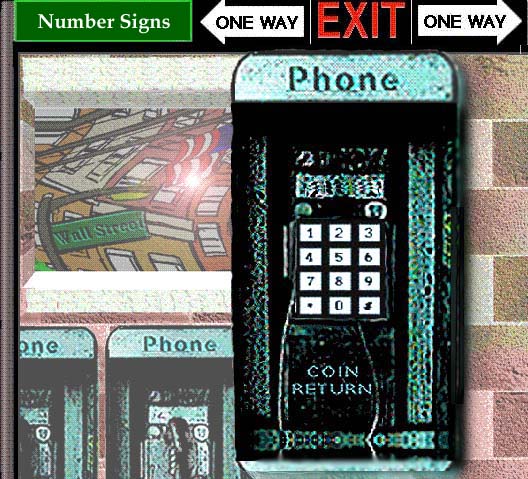 Number Signs
ONE WAY
EXIT
ONE WAY
Phone
Wall Street
1 2 3
4 5 6
7 8 9
* 0 #
COIN
RETURN
one
Phone